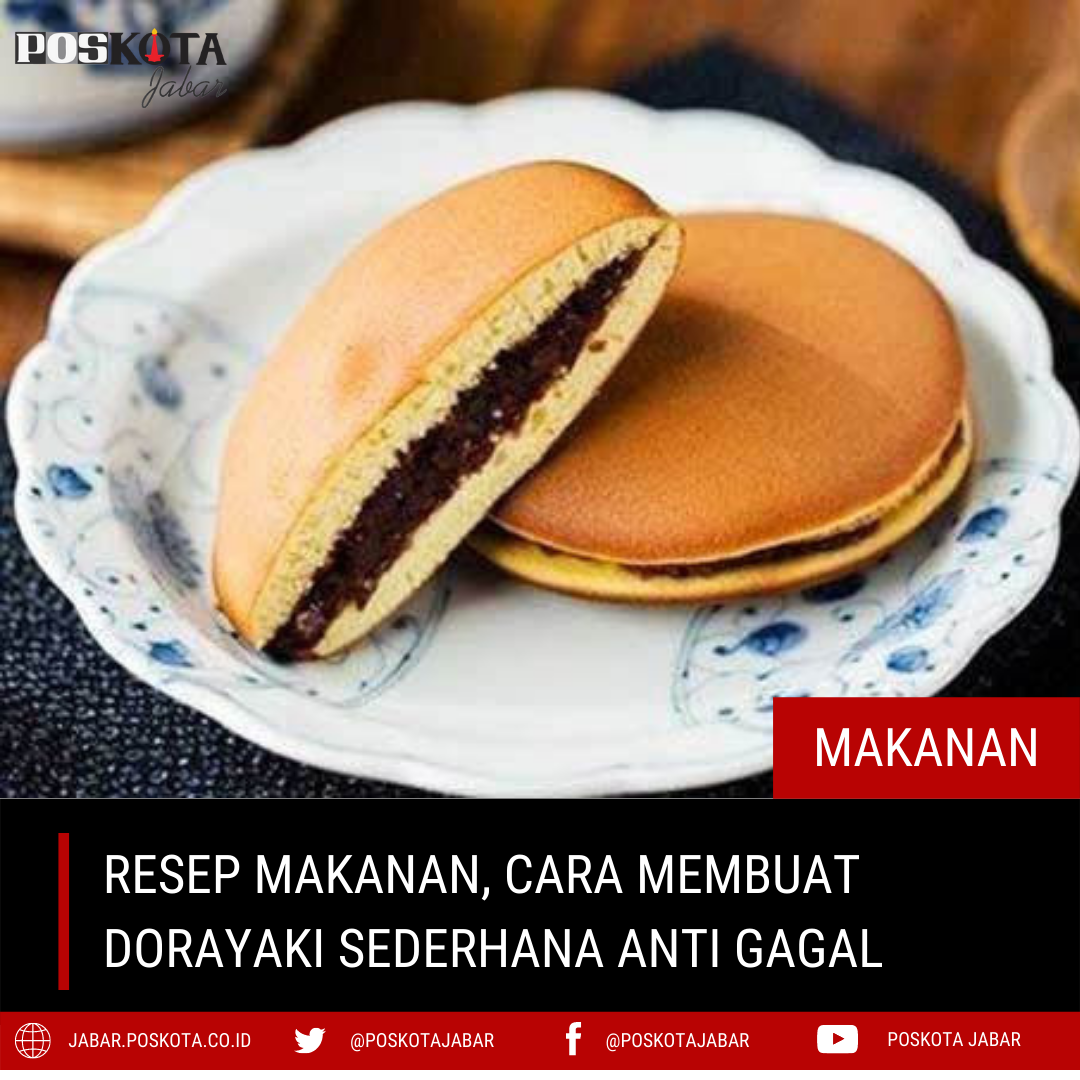 POSKOTA
Jabar
MAKANAN
RESEP MAKANAN, CARA MEMBUAT
DORAYAKI SEDERHANA ANTI GAGAL
JABAR.POSKOTA.CO.ID @POSKOTAJABAR @POSKOTAJABAR POSKOTA JABAR